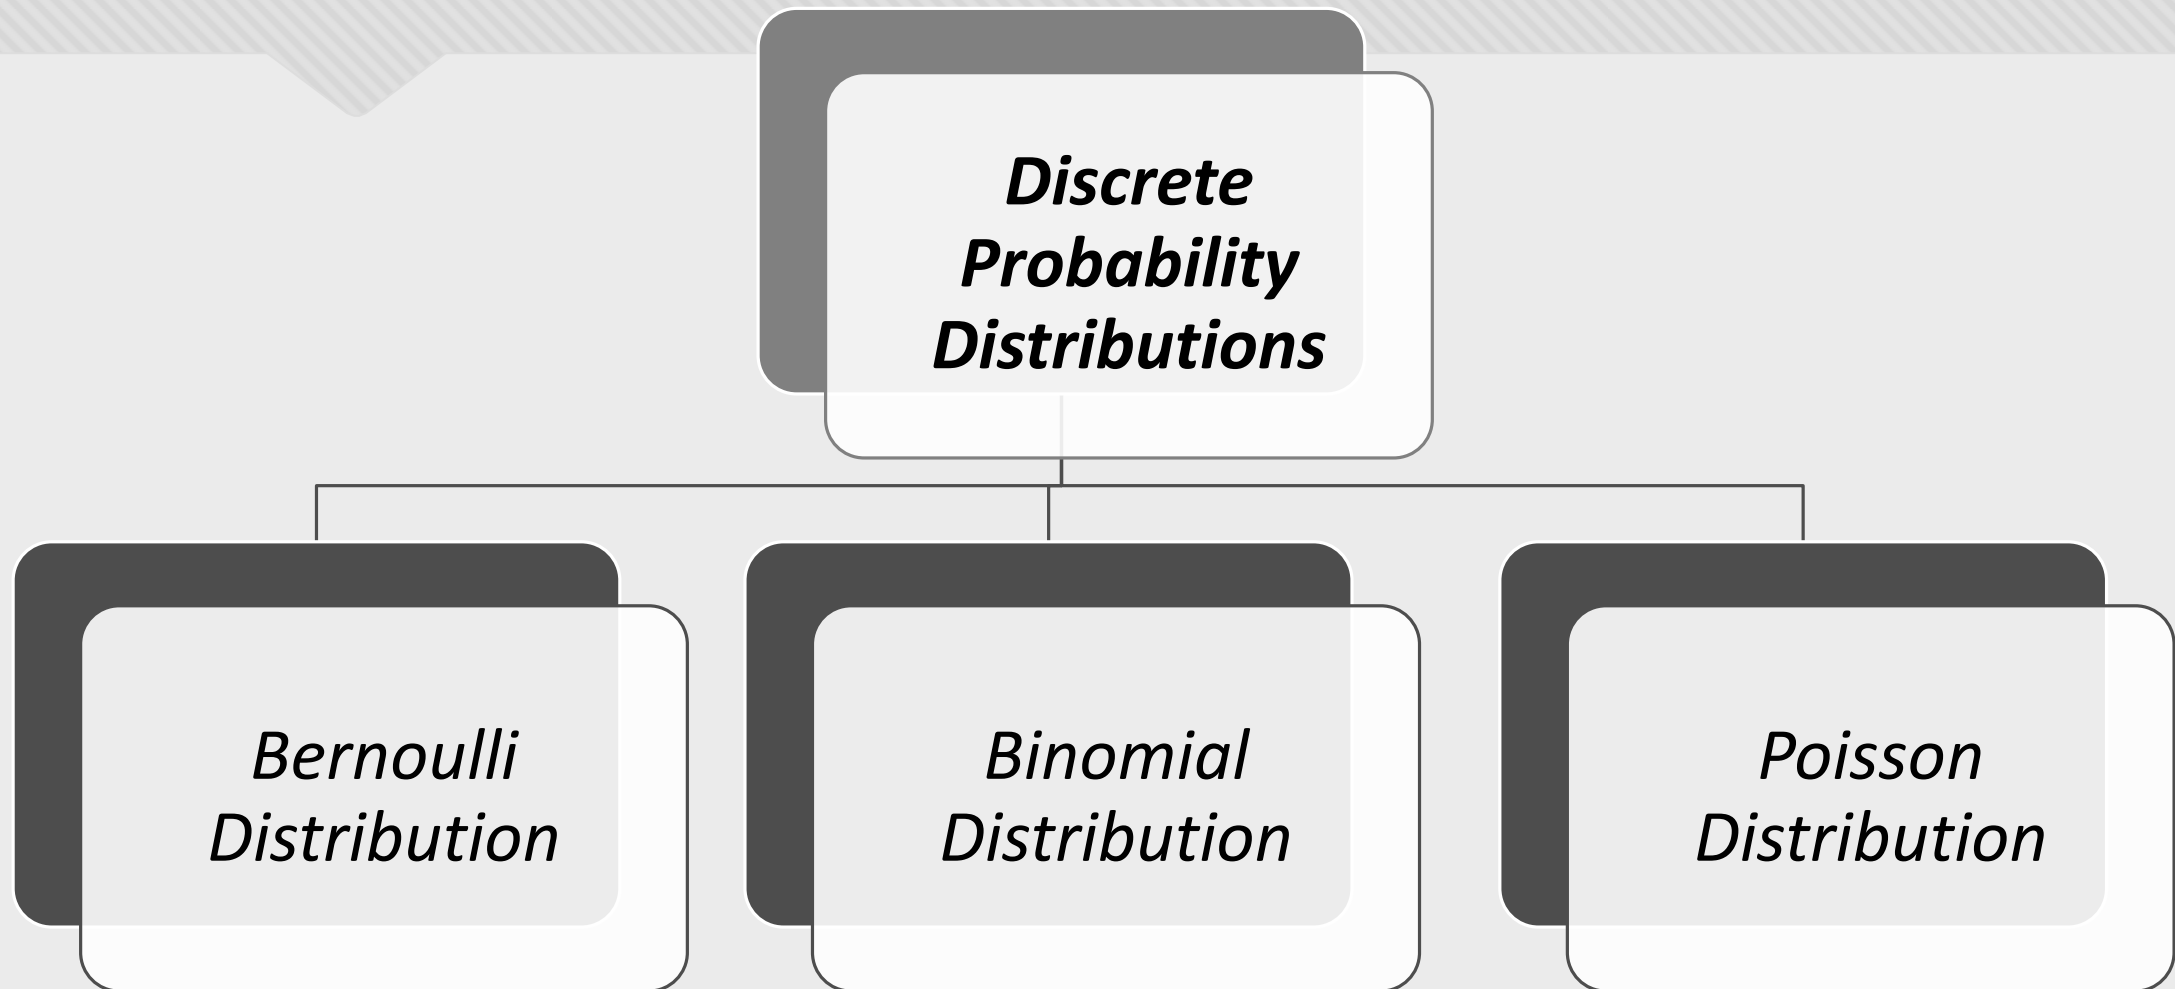 Discrete
Probability
Distributions
Bernoulli
Distribution
Binomial
Distribution
Poisson
Distribution